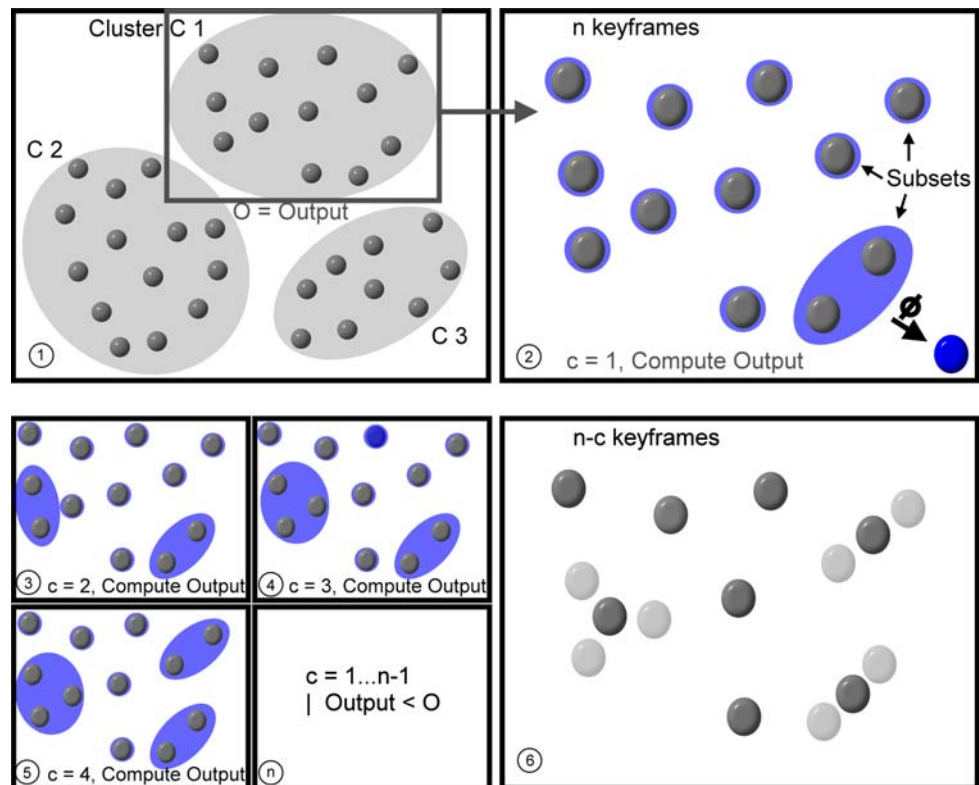 Cluster C 1
C 2
O = Output
C 3
1
n keyframes
Subsets
ϕ
2
c = 1, Compute Output
3
c = 2, Compute Output
4
c = 3, Compute Output
5
c = 4, Compute Output
c = 1...n-1
| Output < O
n
n-c keyframes
6